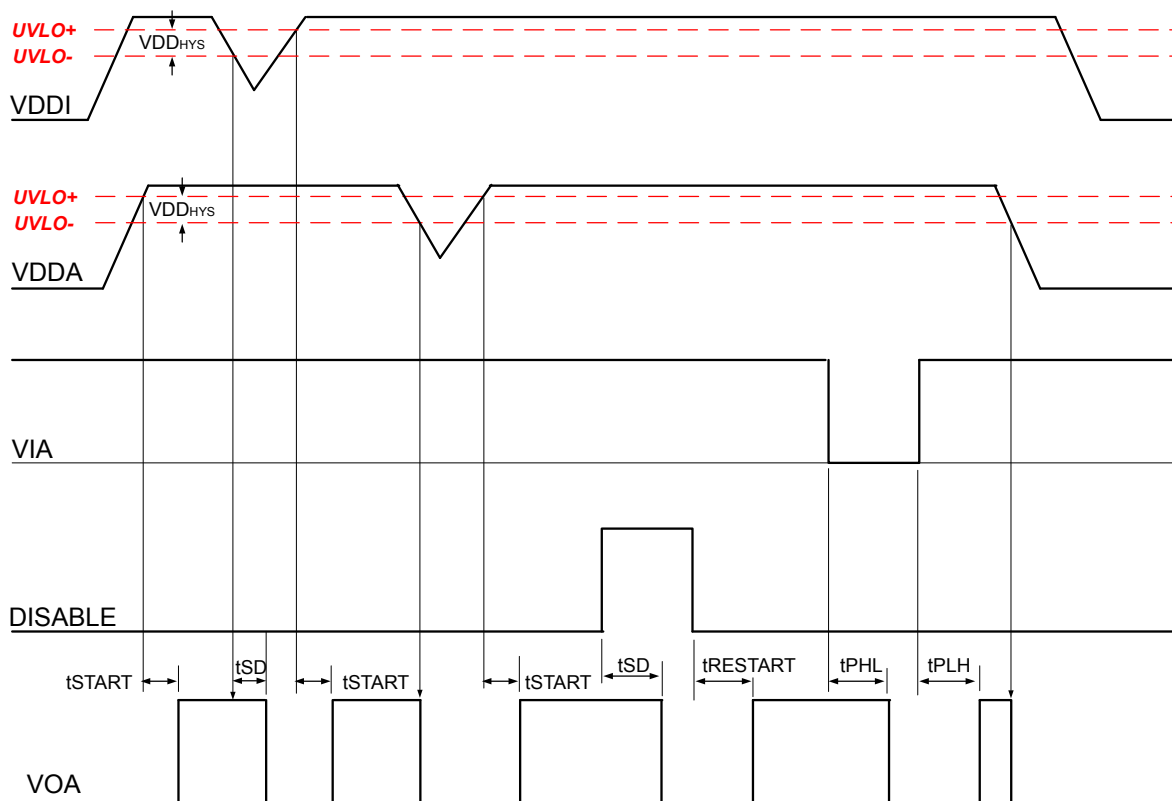 UVLO+
VDDHYS
UVLO-
VDDI
UVLO+
VDDHYS
UVLO-
VDDA
VIA
DISABLE
tSTART
tSD
tSTART
tSTART
tSD
tRESTART
tPHL
tPLH
VOA